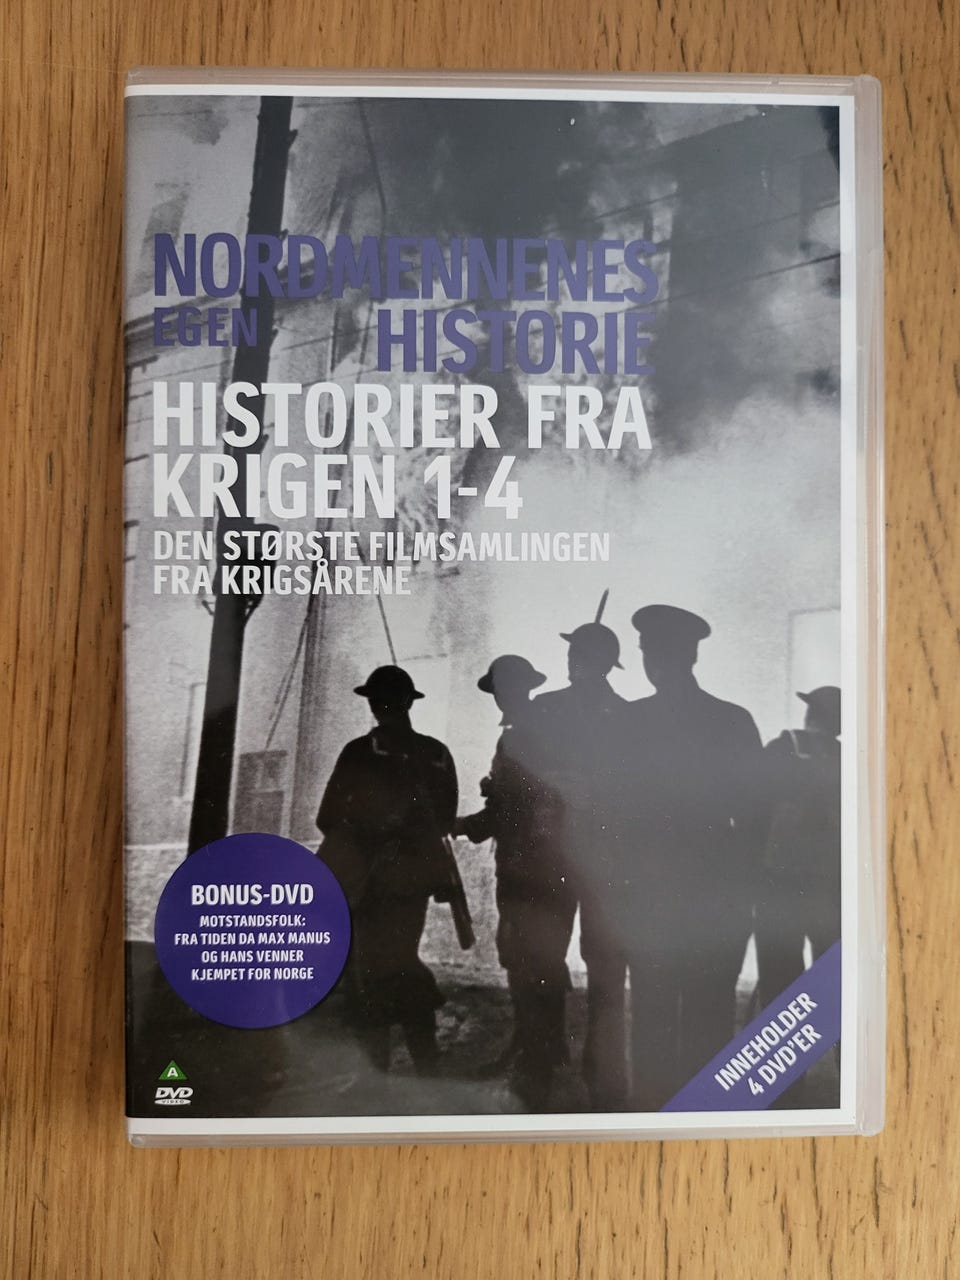 NORDMENNENES
EGEN HISTORIE
HISTORIER FRA
KRIGEN 1-4
DEN STØRSTE FILMSAMLINGEN
FRA KRIGSÅRENE
BONUS-DVD
MOTSTANDSFOLK:
FRA TIDEN DA MAX MANUS
OG HANS VENNER
KJEMPET FOR NORGE
INNEHOLDER
4 DVD'ER
A
DVD
VIDEO